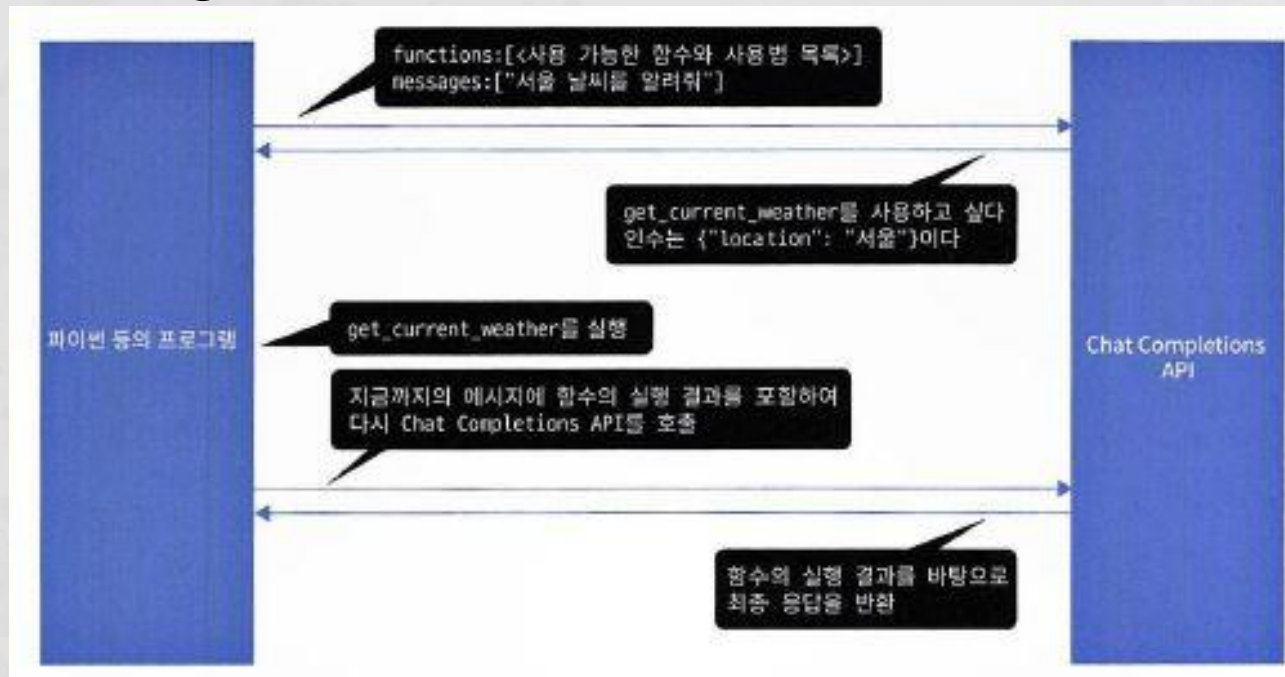 functions:[<사용 가능한 함수와 사용법 목록>]
messages:["서울 날씨를 알려줘"]
get_current_weather를 사용하고 싶다
인수는 {"location": "서울"}이다
파이썬 등의 프로그램
get_current_weather를 실행
Chat Completions
API
지금까지의 메시지에 함수의 실행 결과를 포함하여
다시 Chat Completions API를 호출
함수의 실행 결과를 바탕으로
최종 응답을 반환